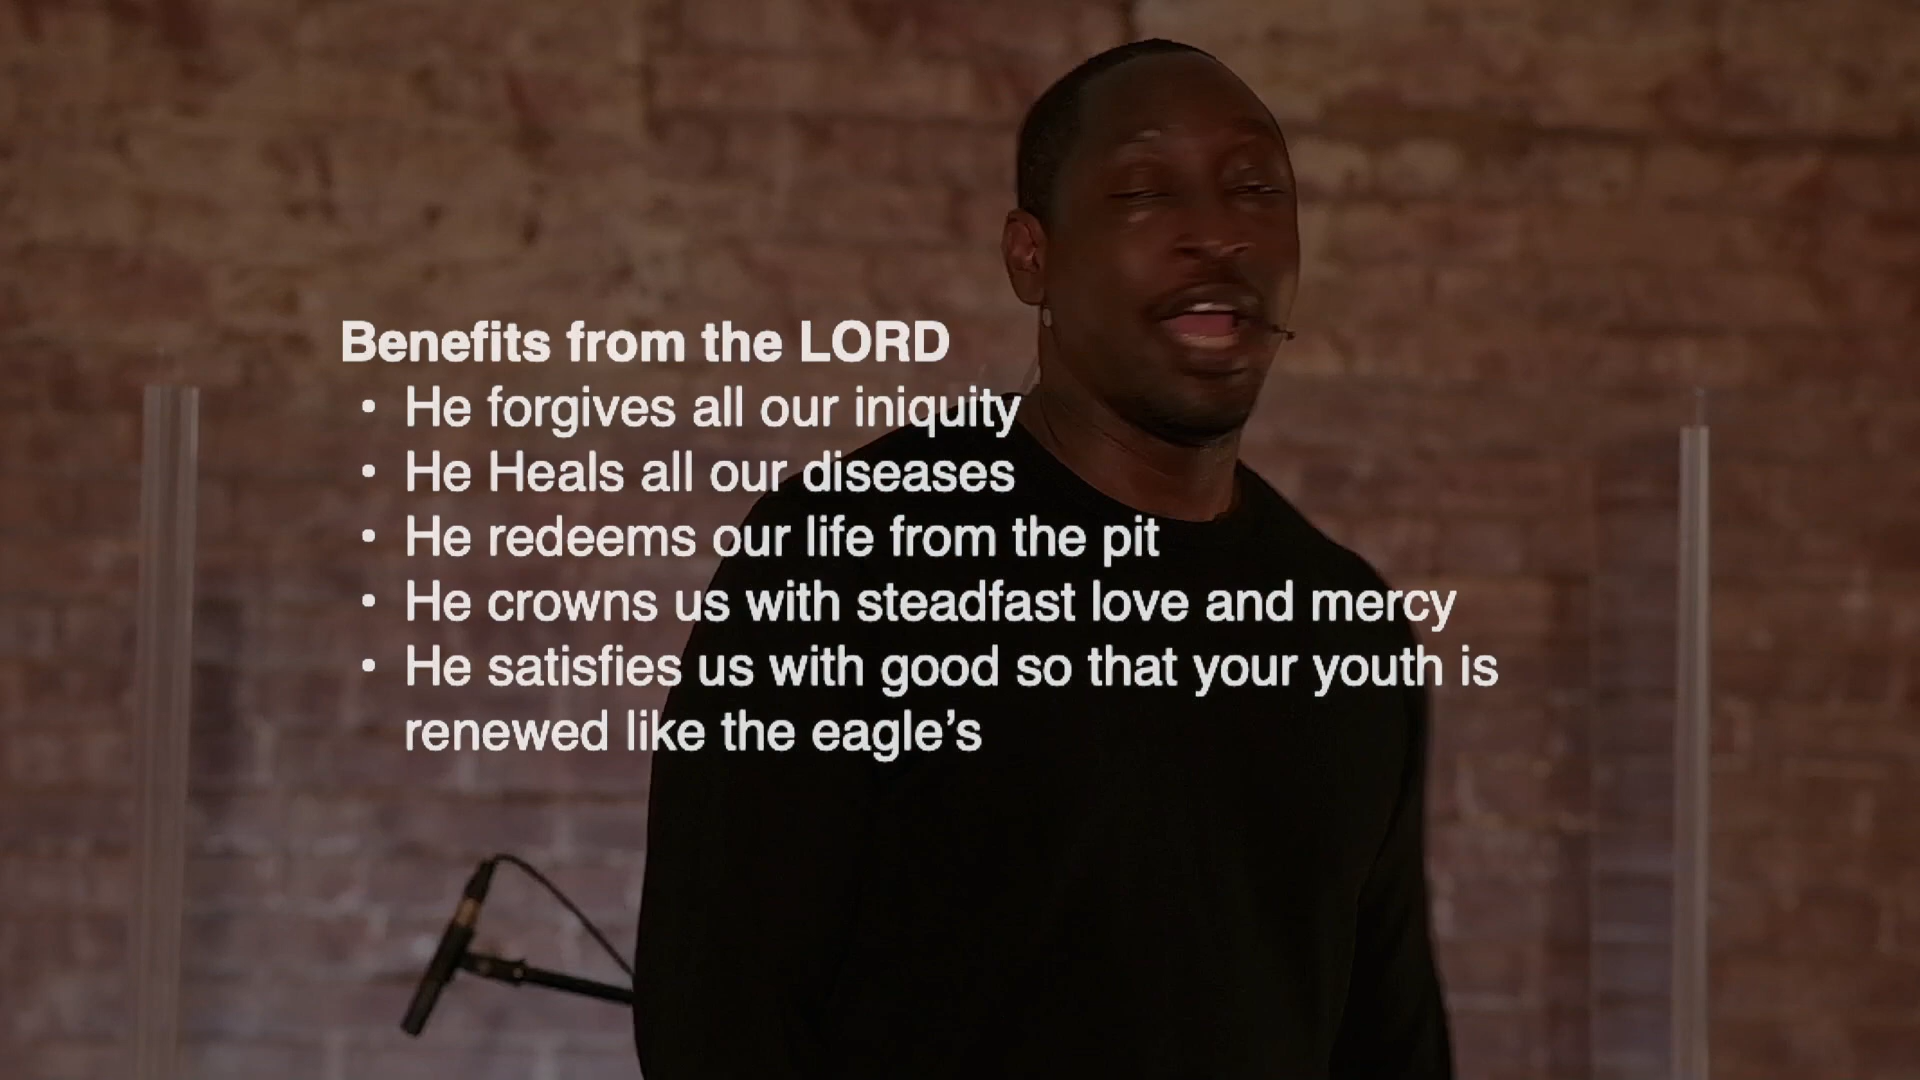 Benefits from the LORD
• He forgives all our iniquity
• He Heals all our diseases
• He redeems our life from the pit
• He crowns us with steadfast love and mercy
• He satisfies us with good so that your youth is
renewed like the eagle’s